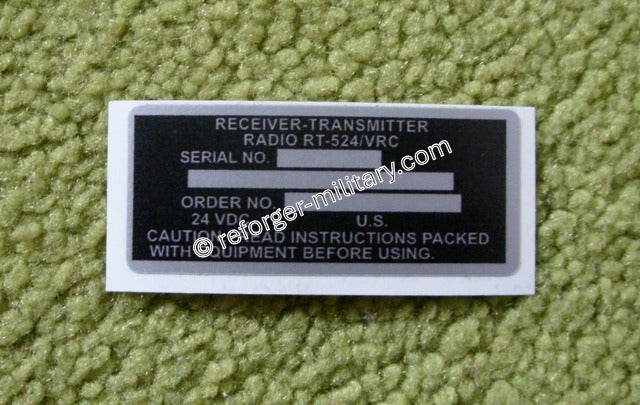 RECEIVER-TRANSMITTER
RADIO RT-524/VRC
SERIAL NO.
ORDER NO.
24 VDC U.S.
CAUTION READ INSTRUCTIONS PACKED
WITH EQUIPMENT BEFORE USING.
© reforger-military.com